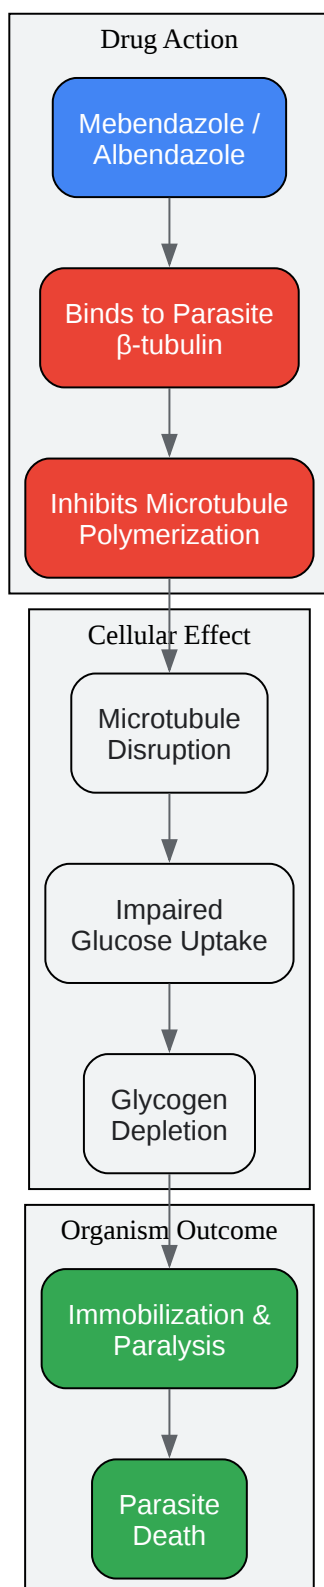 Drug Action
Mebendazole /
Albendazole
Binds to Parasite
β-tubulin
Inhibits Microtubule
Polymerization
Cellular Effect
Microtubule
Disruption
Impaired
Glucose Uptake
Glycogen
Depletion
Organism Outcome
Immobilization &
Paralysis
Parasite
Death